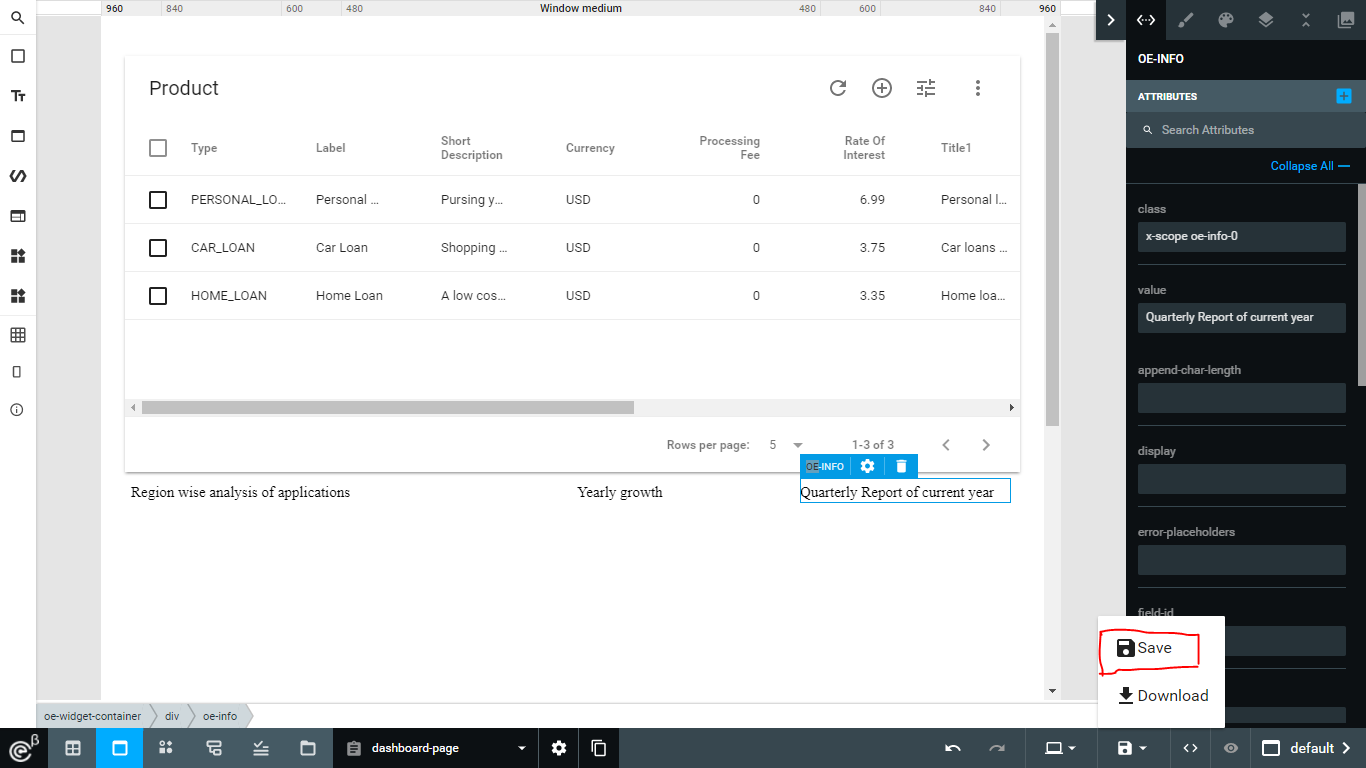 960 840 600 480 Window medium 480 600 840 960
OE-INFO
ATTRIBUTES
Search Attributes
Collapse All
class
x-scope oe-info-0
value
Quarterly Report of current year
append-char-length
display
error-placeholders
field-id
Product
Type Label Short Description Currency Processing Fee Rate Of Interest Title1
PERSONAL_LO... Personal ... Pursing y... USD 0 6.99 Personal l...
CAR_LOAN Car Loan Shopping ... USD 0 3.75 Car loans ...
HOME_LOAN Home Loan A low cos... USD 0 3.35 Home loa...
Rows per page: 5 1-3 of 3
OE-INFO
Region wise analysis of applications Yearly growth Quarterly Report of current year
Save
Download
oe-widget-container div oe-info
β dashboard-page default